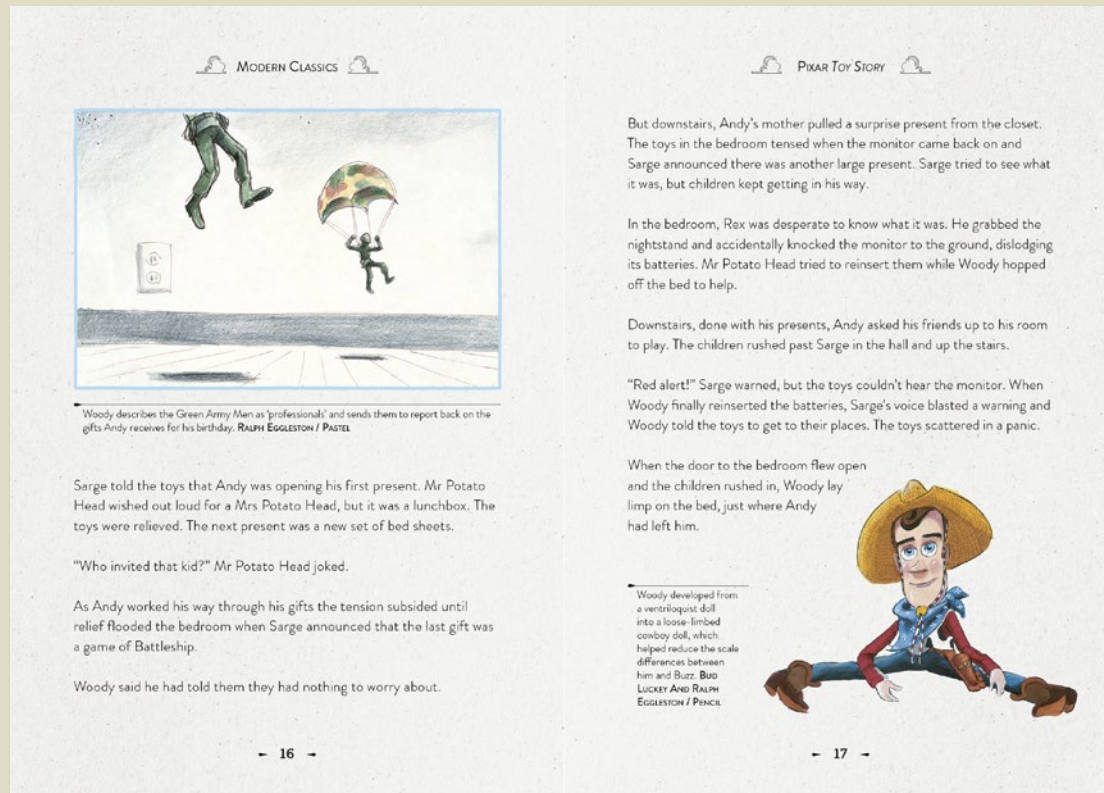 MODERN CLASSICS
Woody describes the Green Army Men as 'professionals' and sends them to report back on the
gifts Andy receives for his birthday. RALPH EGGLESTON / PASTEL
Sarge told the toys that Andy was opening his first present. Mr Potato
Head wished out loud for a Mrs Potato Head, but it was a lunchbox. The
toys were relieved. The next present was a new set of bed sheets.
"Who invited that kid?" Mr Potato Head joked.
As Andy worked his way through his gifts the tension subsided until
relief flooded the bedroom when Sarge announced that the last gift was
a game of Battleship.
Woody said he had told them they had nothing to worry about.
16
PIXAR TOY STORY
But downstairs, Andy's mother pulled a surprise present from the closet.
The toys in the bedroom tensed when the monitor came back on and
Sarge announced there was another large present. Sarge tried to see what
it was, but children kept getting in his way.
In the bedroom, Rex was desperate to know what it was. He grabbed the
nightstand and accidentally knocked the monitor to the ground, dislodging
its batteries. Mr Potato Head tried to reinsert them while Woody hopped
off the bed to help.
Downstairs, done with his presents, Andy asked his friends up to his room
to play. The children rushed past Sarge in the hall and up the stairs.
"Red alert!" Sarge warned, but the toys couldn't hear the monitor. When
Woody finally reinserted the batteries, Sarge's voice blasted a warning and
Woody told the toys to get to their places. The toys scattered in a panic.
When the door to the bedroom flew open
and the children rushed in, Woody lay
limp on the bed, just where Andy
had left him.
Woody developed from
a ventriloquist doll
into a loose-limbed
cowboy doll, which
helped reduce the scale
differences between
him and Buzz. BUD
LUCKEY AND RALPH
EGGLESTON / PENCIL
17